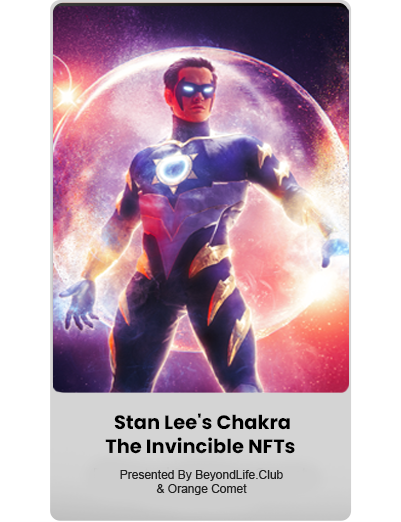 Stan Lee's Chakra
The Invincible NFTs
Presented By BeyondLife.Club
& Orange Comet